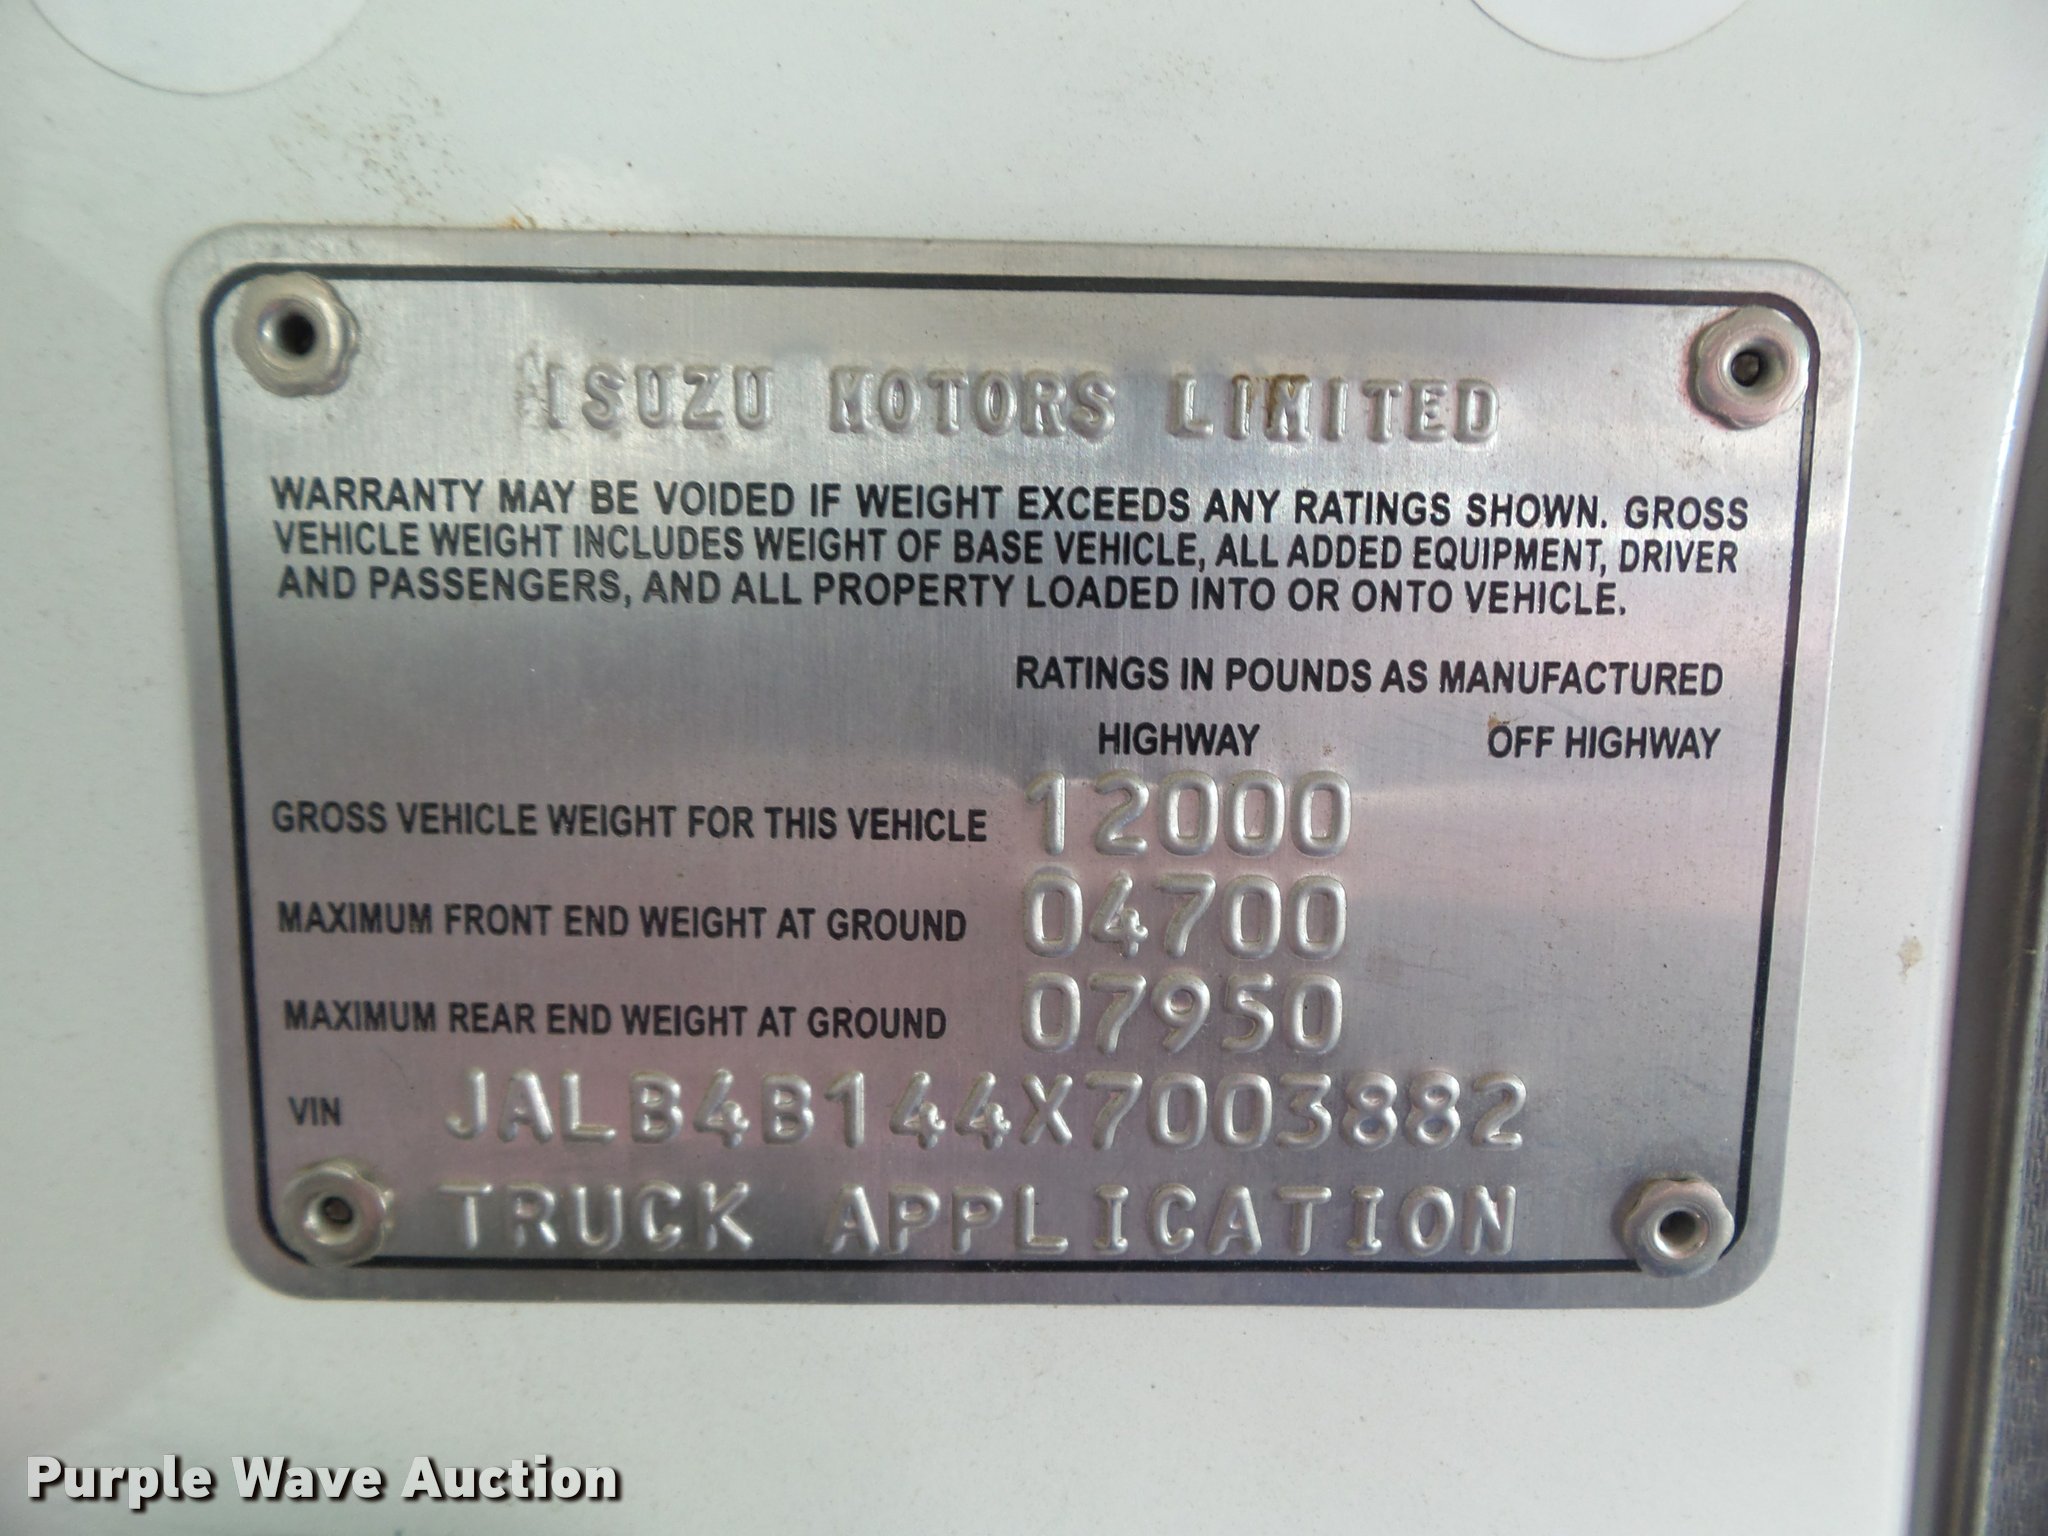 ISUZU MOTORS LIMITED
WARRANTY MAY BE VOIDED IF WEIGHT EXCEEDS ANY RATINGS SHOWN. GROSS
VEHICLE WEIGHT INCLUDES WEIGHT OF BASE VEHICLE, ALL ADDED EQUIPMENT, DRIVER
AND PASSENGERS, AND ALL PROPERTY LOADED INTO OR ONTO VEHICLE.
RATINGS IN POUNDS AS MANUFACTURED
HIGHWAY OFF HIGHWAY
GROSS VEHICLE WEIGHT FOR THIS VEHICLE 12000
MAXIMUM FRONT END WEIGHT AT GROUND 04700
MAXIMUM REAR END WEIGHT AT GROUND 07950
VIN JALB4B144X7003882
TRUCK APPLICATION
Purple Wave Auction